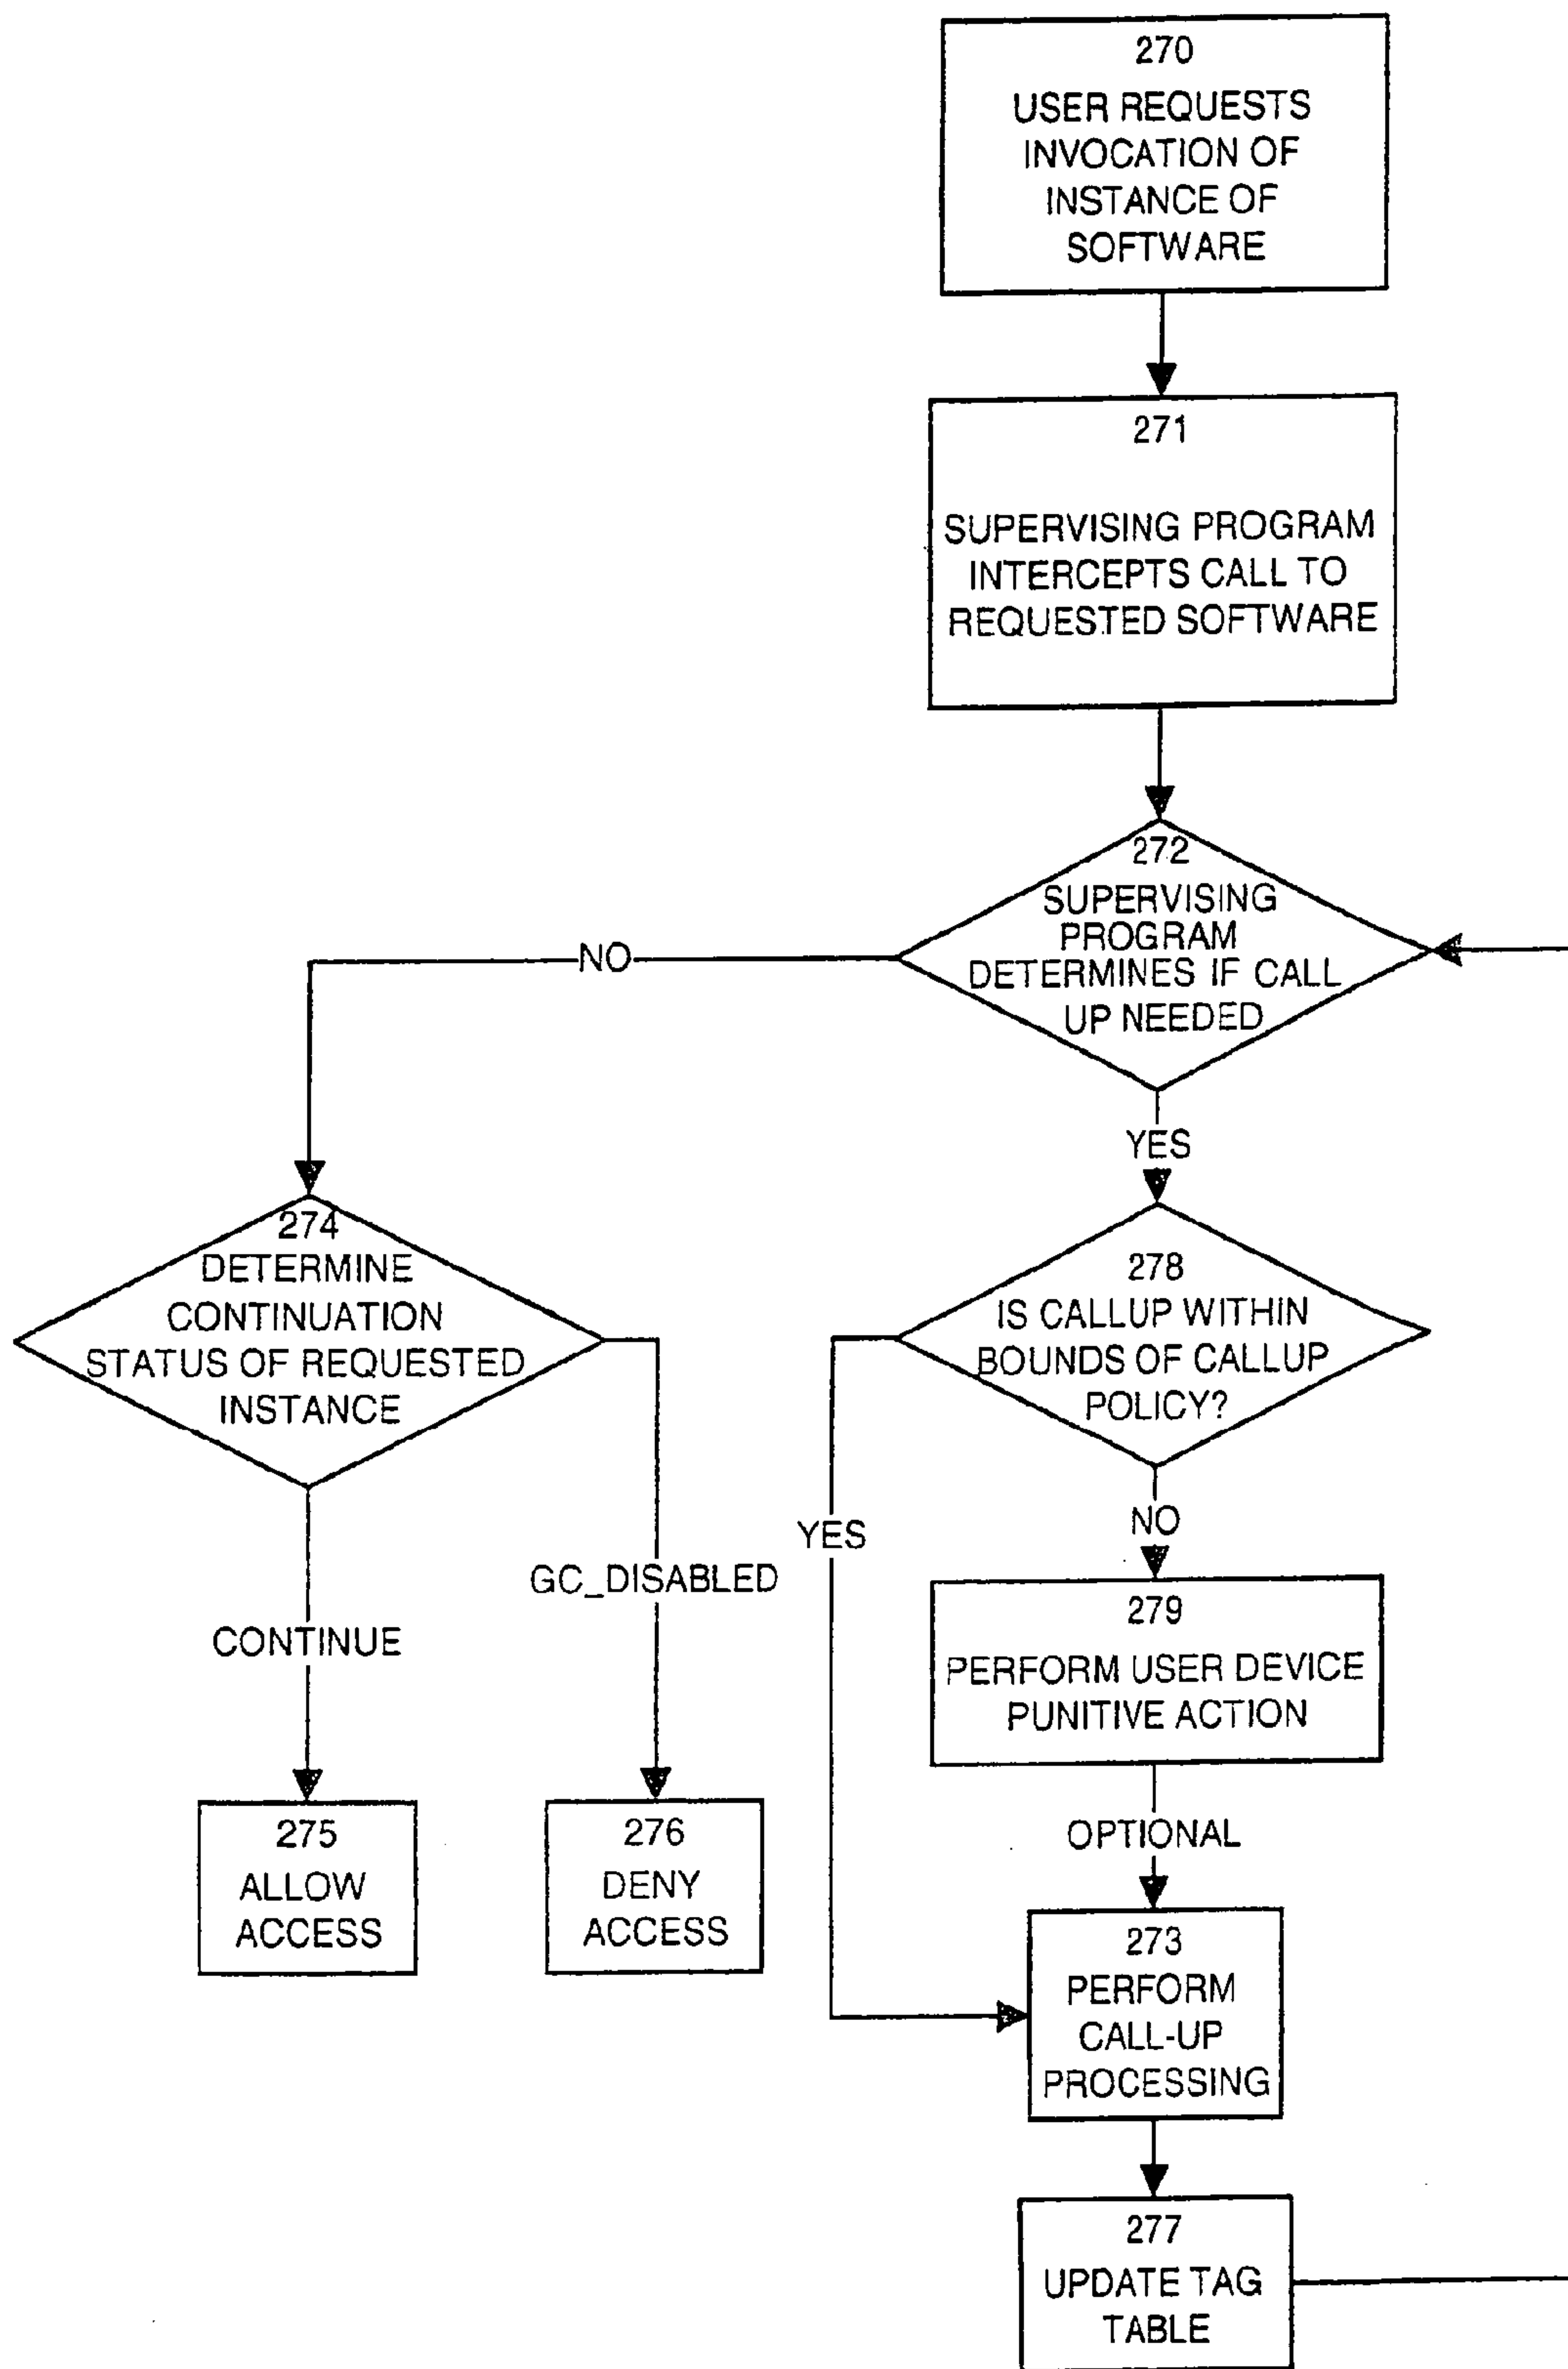 270
USER REQUESTS
INVOCATION OF
INSTANCE OF
SOFTWARE
271
SUPERVISING PROGRAM
INTERCEPTS CALL TO
REQUESTED SOFTWARE
272
SUPERVISING
PROGRAM
DETERMINES IF CALL
UP NEEDED
NO
YES
274
DETERMINE
CONTINUATION
STATUS OF REQUESTED
INSTANCE
278
IS CALLUP WITHIN
BOUNDS OF CALLUP
POLICY?
YES
NO
GC_DISABLED
CONTINUE
279
PERFORM USER DEVICE
PUNITIVE ACTION
OPTIONAL
275
ALLOW
ACCESS
276
DENY
ACCESS
273
PERFORM
CALL-UP
PROCESSING
277
UPDATE TAG
TABLE